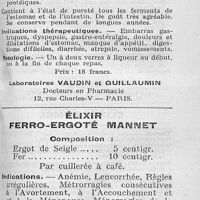 protéiques.
Contient à l'état de pureté tous les ferments
de l'estomac et de l'intestin. De goût très agréable.
se conserve pendant de longues années.
Indications thérapeutiques. — Embarras gas-
triques, dyspepsie, gastro-entéralgie, douleurs et
dilatations d'estomac, manque d'appétit, diges-
tions difficiles, diarrhée, atrepsie, vomissements.
Posologie. — Un à deux verres à liqueur au début,
ou à la fin de chaque repas.
Prix : 18 francs.
Laboratoires VAUDIN et GUILLAUMIN
Docteurs en Pharmacie
12, rue Charles-V — PARIS.
ÉLIXIR
FERRO-ERGOTÉ MANNET
Composition :
Ergot de Seigle .... 5 centigr.
Fer ................ 10 centigr.
Par cuillerée à café.
Indications. — Anémie, Leucorrhée, Règles
irrégulières, Métrorragies consécutives
à l'Avortement, à l'Accouchement et